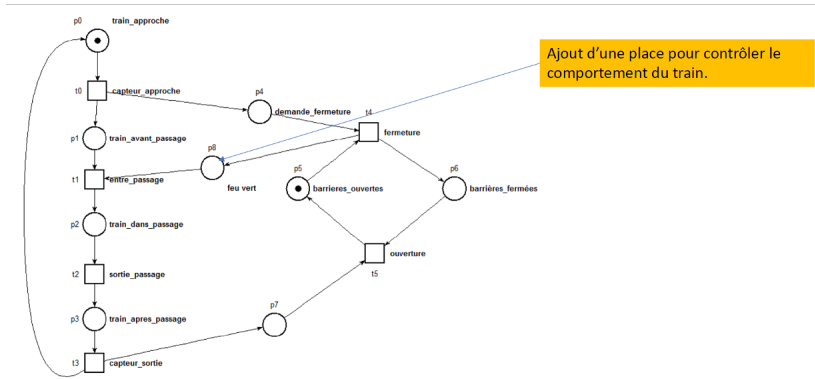 p0 train_approche
Ajout d'une place pour contrôler le
comportement du train.
t0 capteur_approche
p4
demande_fermeture
t4
fermeture
p1 train_avant_passage
p8
feu vert
t1 entre_passage
p5
barrieres_ouvertes
p6
barrières_fermées
p2 train_dans_passage
ouverture
t5
t2 sortie_passage
p7
p3 train_apres_passage
t3 capteur_sortie